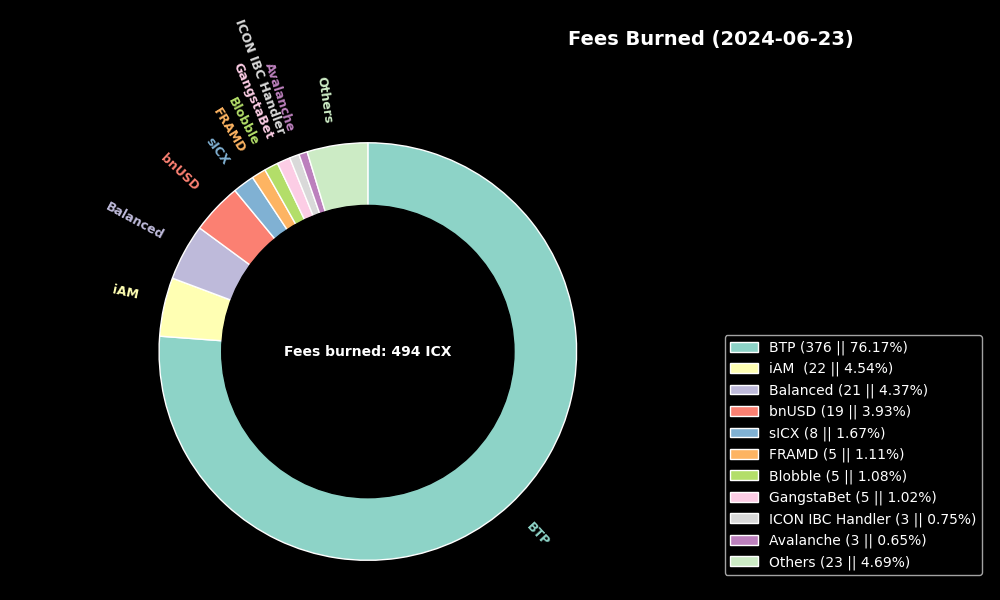 Fees Burned (2024-06-23)
ICON IBC Handler
Avalanche
GangstaBet
Others
Blobble
FRAMD
sICX
bnUSD
Balanced
iAM
Fees burned: 494 ICX
BTP
BTP (376 || 76.17%)
iAM  (22 || 4.54%)
Balanced (21 || 4.37%)
bnUSD (19 || 3.93%)
sICX (8 || 1.67%)
FRAMD (5 || 1.11%)
Blobble (5 || 1.08%)
GangstaBet (5 || 1.02%)
ICON IBC Handler (3 || 0.75%)
Avalanche (3 || 0.65%)
Others (23 || 4.69%)